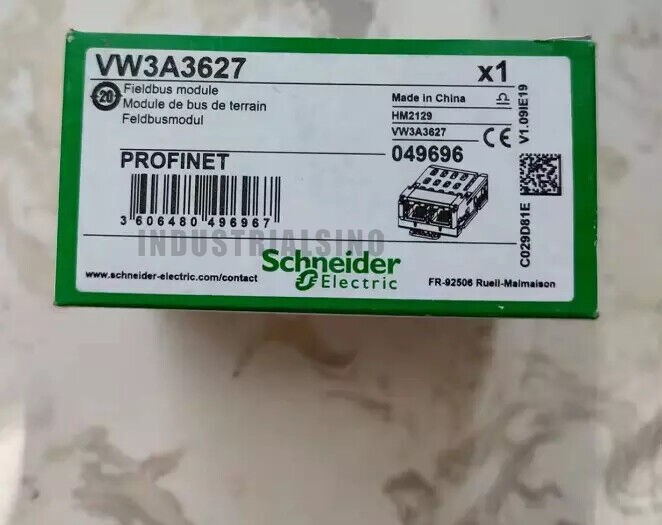 VW3A3627
x1
20
Fieldbus module
Module de bus de terrain
Feldbusmodul
Made in China
HM2129
VW3A3627
CE
049696
V1.09IE19
C029D81E
PROFINET
3 606480 496967
INDUSTRIALSINO
Schneider
Electric
www.schneider-electric.com/contact
FR-92506 Rueil-Malmaison